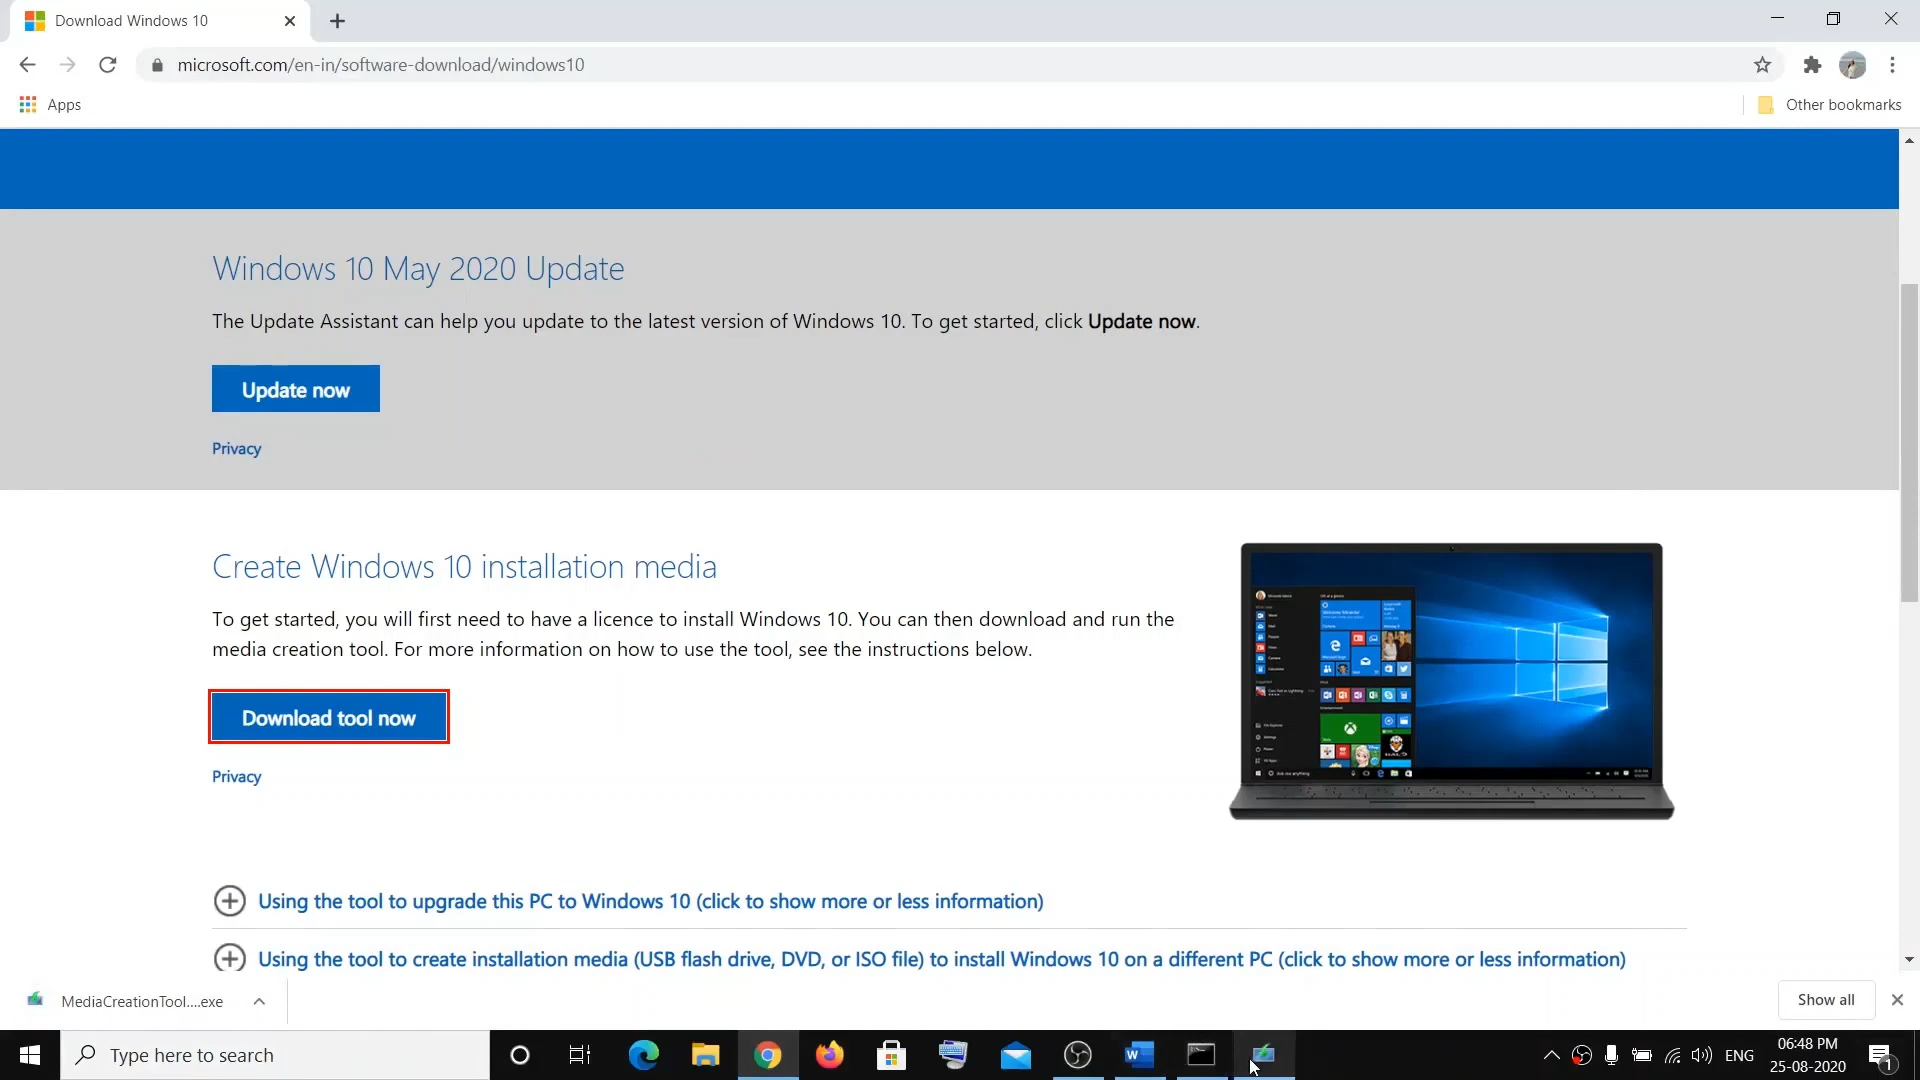 Download Windows 10
microsoft.com/en-in/software-download/windows10
Apps
Other bookmarks
Windows 10 May 2020 Update
The Update Assistant can help you update to the latest version of Windows 10. To get started, click Update now.
Update now
Privacy
Create Windows 10 installation media
To get started, you will first need to have a licence to install Windows 10. You can then download and run the
media creation tool. For more information on how to use the tool, see the instructions below.
Download tool now
Privacy
Using the tool to upgrade this PC to Windows 10 (click to show more or less information)
Using the tool to create installation media (USB flash drive, DVD, or ISO file) to install Windows 10 on a different PC (click to show more or less information)
MediaCreationTool....exe
Show all
Type here to search
ENG
06:48 PM
25-08-2020
1